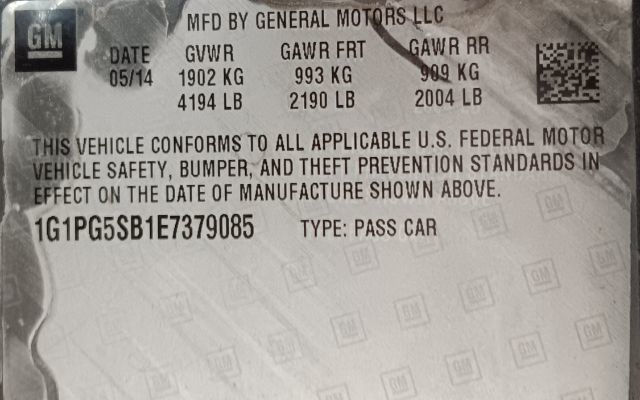 GM
MFD BY GENERAL MOTORS LLC
DATE GVWR GAWR FRT GAWR RR
05/14 1902 KG 993 KG 909 KG
4194 LB 2190 LB 2004 LB
THIS VEHICLE CONFORMS TO ALL APPLICABLE U.S. FEDERAL MOTOR
VEHICLE SAFETY, BUMPER, AND THEFT PREVENTION STANDARDS IN
EFFECT ON THE DATE OF MANUFACTURE SHOWN ABOVE.
1G1PG5SB1E7379085 TYPE: PASS CAR